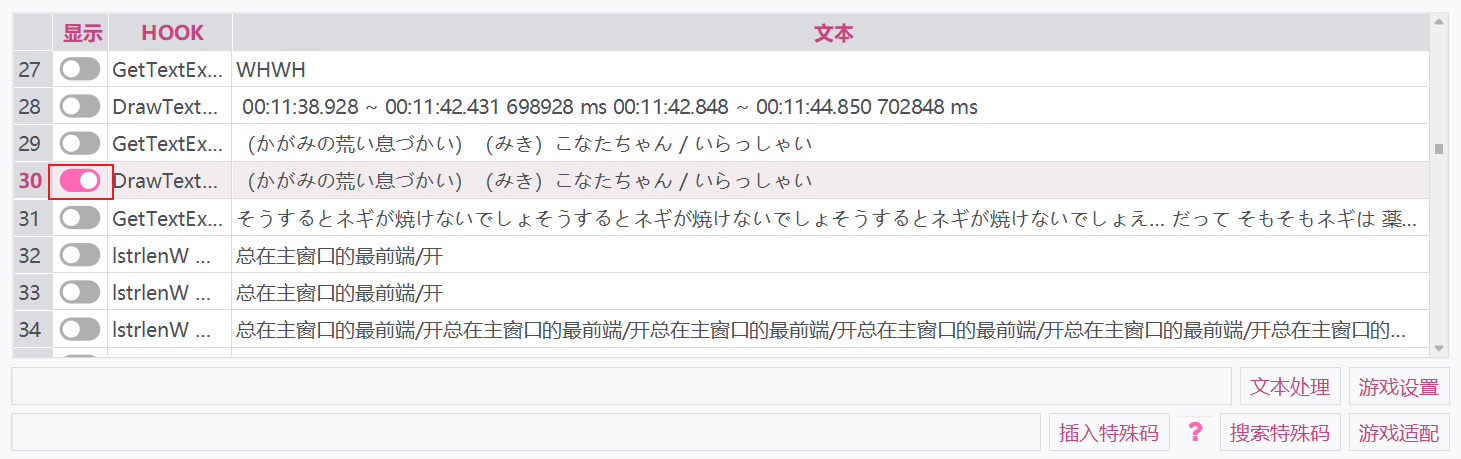 显示 HOOK 文本
27 GetTextEx... WHWH
28 DrawText... 00:11:38.928 ~ 00:11:42.431 698928 ms 00:11:42.848 ~ 00:11:44.850 702848 ms
29 GetTextEx... （かがみの荒い息づかい）（みき）こなたちゃん / いらっしゃい
30 DrawText... （かがみの荒い息づかい）（みき）こなたちゃん / いらっしゃい
31 GetTextEx... そうするとネギが焼けないでしょそうするとネギが焼けないでしょそうするとネギが焼けないでしょえ... だって そもそもネギは 薬...
32 lstrlenW ... 总在主窗口的最前端/开
33 lstrlenW ... 总在主窗口的最前端/开
34 lstrlenW ... 总在主窗口的最前端/开总在主窗口的最前端/开总在主窗口的最前端/开总在主窗口的最前端/开总在主窗口的最前端/开总在主窗口的...
文本处理 游戏设置
插入特殊码 ? 搜索特殊码 游戏适配